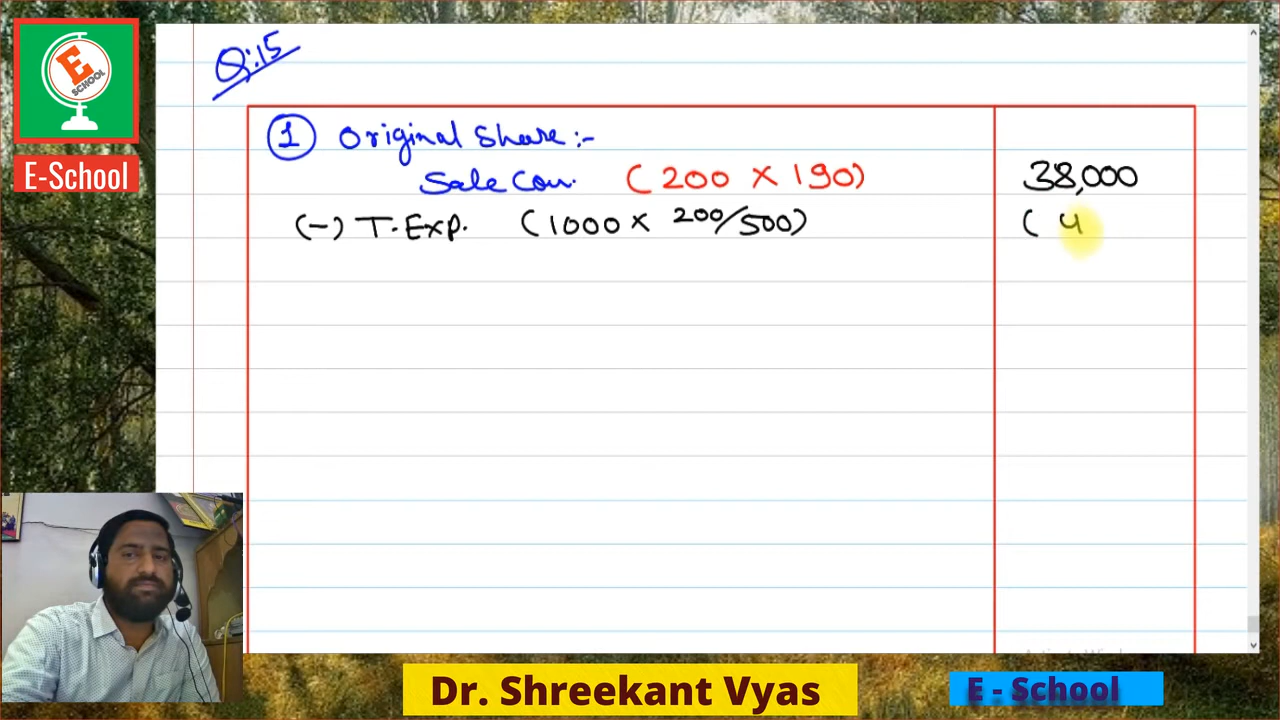 Q:15
E
SCHOOL
E-School
① Original Share :-
Sale Con. (200 × 190) 38,000
(-) T. Exp. (1000 × 200/500) ( 4
Dr. Shreekant Vyas
E - School